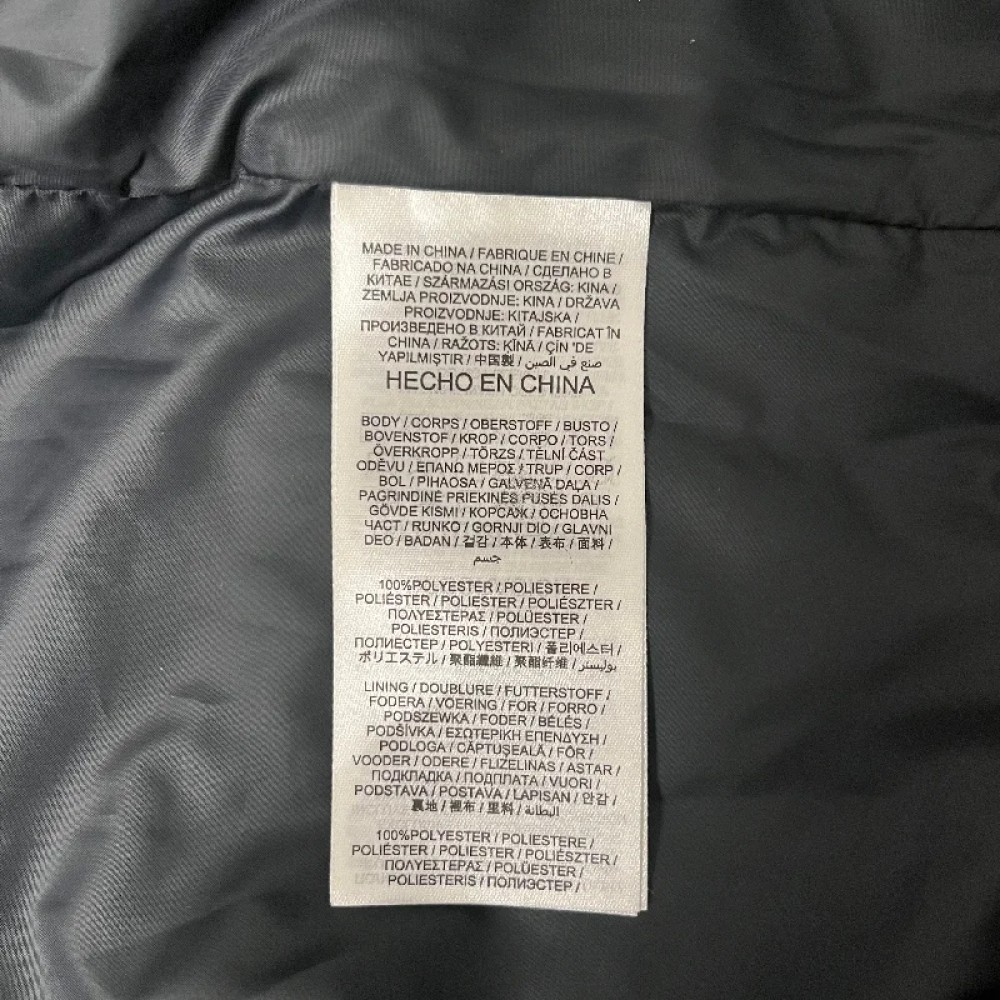 MADE IN CHINA / FABRIQUE EN CHINE /
FABRICADO NA CHINA / СДЕЛАНО В
КИТАЕ / SZÁRMAZÁSI ORSZÁG: KINA /
ZEMLJA PROIZVODNJE: KINA / DRŽAVA
PROIZVODNJE: KITAJSKA /
ПРОИЗВЕДЕНО В КИТАЙ / FABRICAT ÎN
CHINA / RAŽOTS: ĶĪNĀ / ÇİN 'DE
YAPILMIŞTIR / 中国製 / صنع في الصين
HECHO EN CHINA
BODY / CORPS / OBERSTOFF / BUSTO /
BOVENSTOF / KROP / CORPO / TORS /
ÖVERKROPP / TÖRZS / TĚLNÍ ČÁST
ODĚVU / ΕΠΑΝΩ ΜΕΡΟΣ / TRUP / CORP /
BOL / PIHAOSA / GALVENĀ DAĻA /
PAGRINDINĖ PRIEKINĖS PUSĖS DALIS /
GÖVDE KISMI / КОРСАЖ / ОСНОВНА
ЧАСТ / RUNKO / GORNJI DIO / GLAVNI
DEO / BADAN / 겉감 / 本体 / 表布 / 面料 /
جسم
100%POLYESTER / POLIESTERE /
POLIÉSTER / POLIESTER / POLIÉSZTER /
ΠΟΛΥΕΣΤΕΡΑΣ / POLÜESTER /
POLIESTERIS / ПОЛИЭСТЕР /
ПОЛИЕСТЕР / POLYESTERI / 폴리에스터 /
ポリエステル / 聚酯纖維 / 聚酯纤维 / بوليستر
LINING / DOUBLURE / FUTTERSTOFF /
FODERA / VOERING / FOR / FORRO /
PODSZEWKA / FODER / BÉLÉS /
PODŠÍVKA / ΕΣΩΤΕΡΙΚΗ ΕΠΕΝΔΥΣΗ /
PODLOGA / CĂPTUȘEALĂ / FÔR /
VOODER / ODERE / FLIZELINAS / ASTAR /
ПОДКЛАДКА / ПОДПЛАТА / VUORI /
PODSTAVA / POSTAVA / LAPISAN / 안감 /
裏地 / 裡布 / 里料 / البطانة
100%POLYESTER / POLIESTERE /
POLIÉSTER / POLIESTER / POLIÉSZTER /
ΠΟΛΥΕΣΤΕΡΑΣ / POLÜESTER /
POLIESTERIS / ПОЛИЭСТЕР /